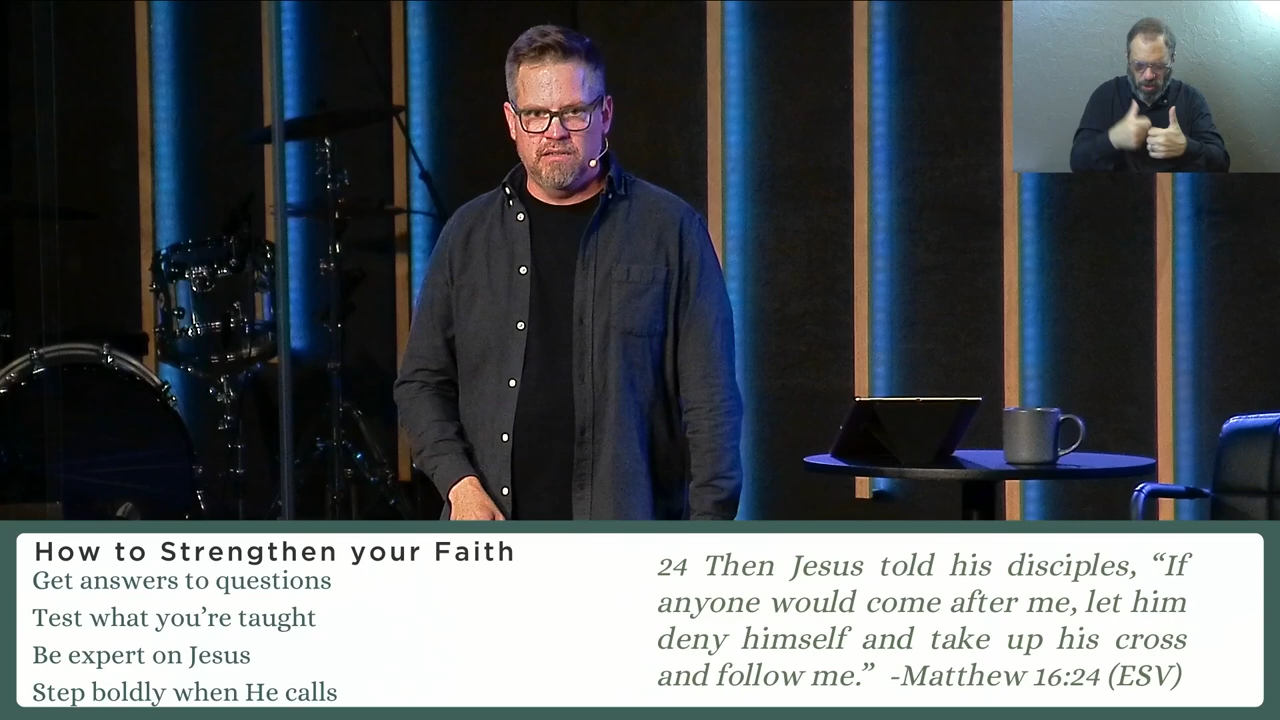 How to Strengthen your Faith
Get answers to questions
Test what you’re taught
Be expert on Jesus
Step boldly when He calls
24 Then Jesus told his disciples, “If
anyone would come after me, let him
deny himself and take up his cross
and follow me.” -Matthew 16:24 (ESV)